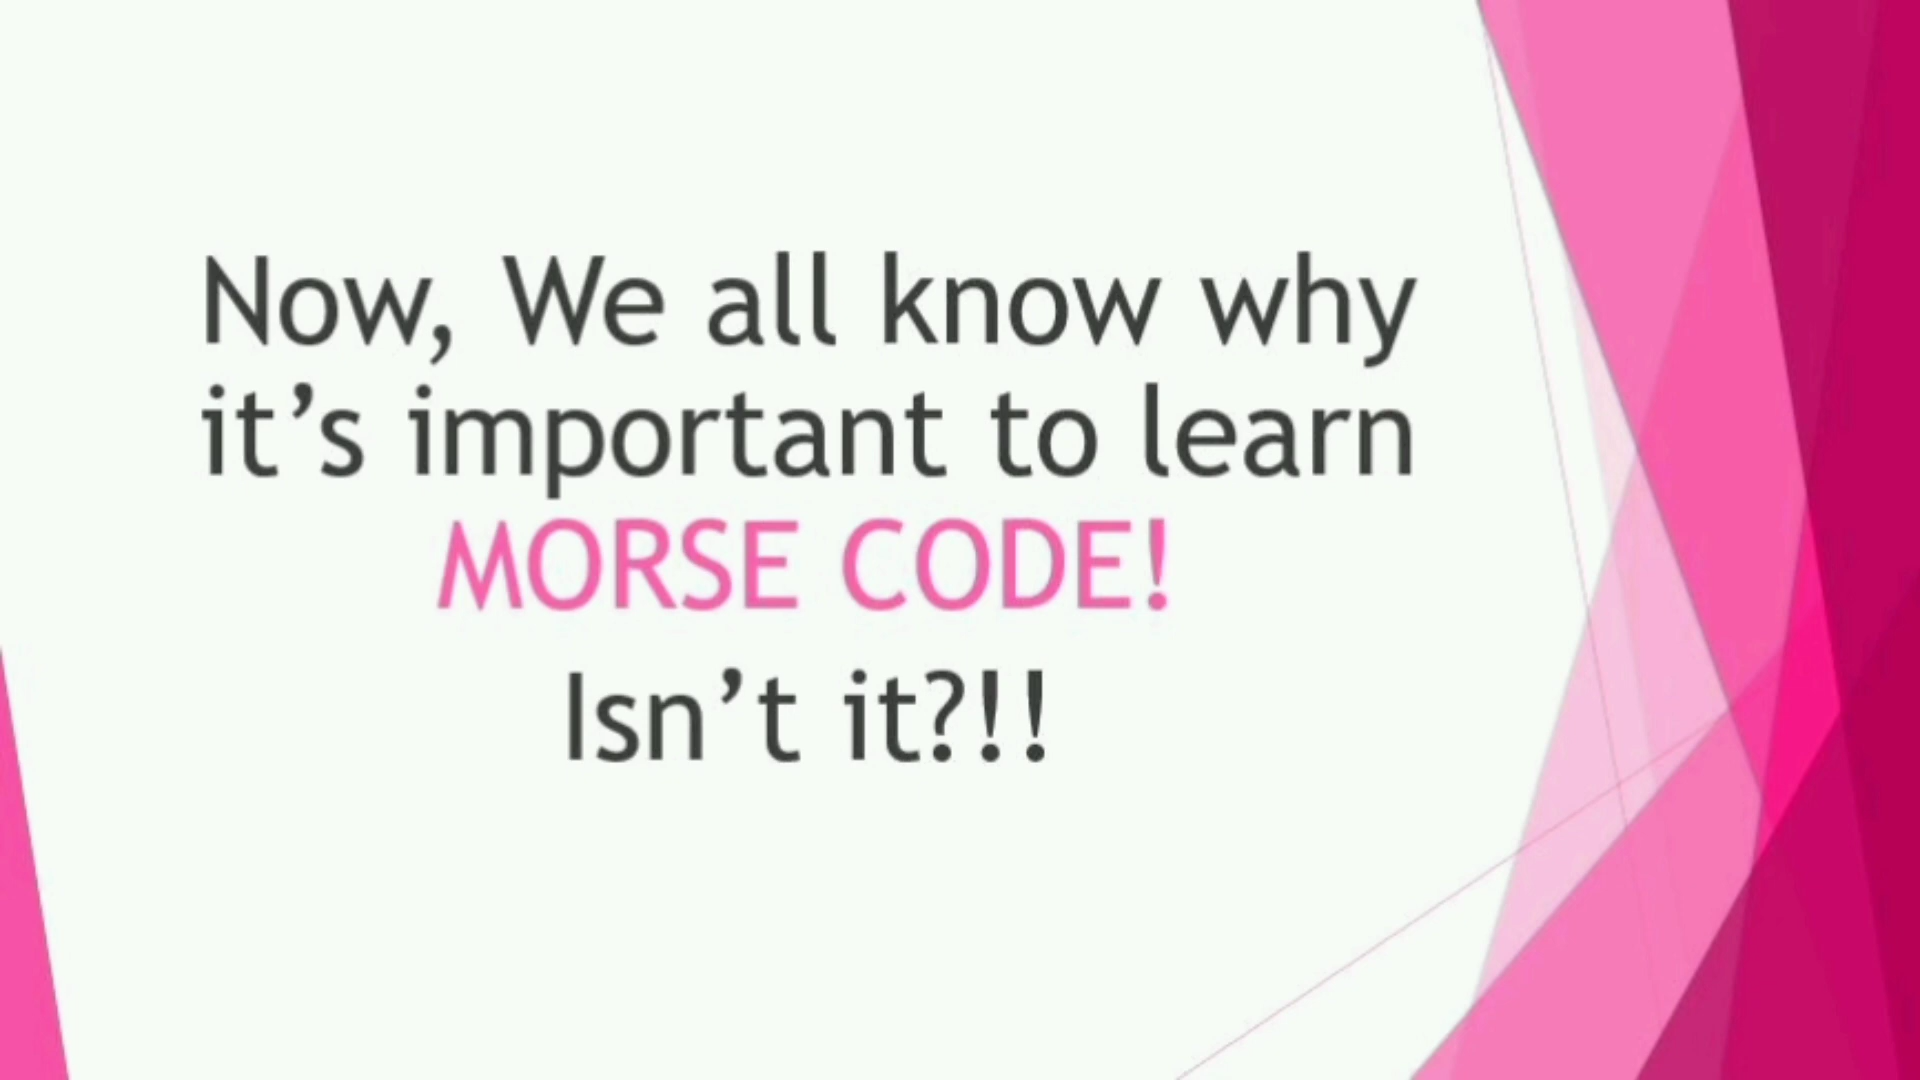 Now, We all know why
it’s important to learn
MORSE CODE!
Isn’t it?!!